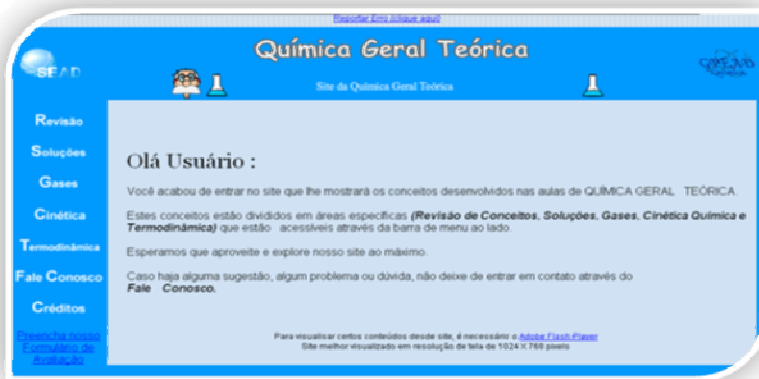 Reportar Erro (clique aqui)
Química Geral Teórica
SEAD
Site da Química Geral Teórica
Revisão
Soluções
Gases
Cinética
Termodinâmica
Fale Conosco
Créditos
Preencha nosso
Formulário de
Avaliação
Olá Usuário :
Você acabou de entrar no site que lhe mostrará os conceitos desenvolvidos nas aulas de QUÍMICA GERAL TEÓRICA.
Estes conceitos estão divididos em áreas específicas (Revisão de Conceitos, Soluções, Gases, Cinética Química e
Termodinâmica) que estão acessíveis através da barra de menu ao lado.
Esperamos que aproveite e explore nosso site ao máximo.
Caso haja alguma sugestão, algum problema ou dúvida, não deixe de entrar em contato através do
Fale Conosco.
Para visualisar certos conteúdos desde site, é necessário o Adobe Flash Player
Site melhor visualizado em resolução de tela de 1024 X 768 pixels